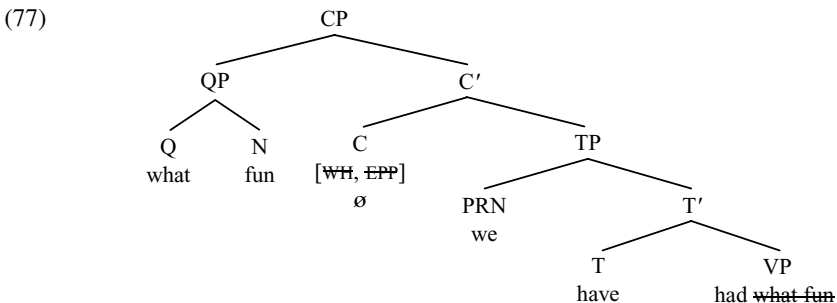 (77) CP
QP C′
Q N C TP
what fun [WH, EPP]
ø PRN T′
we
T VP
have had what fun